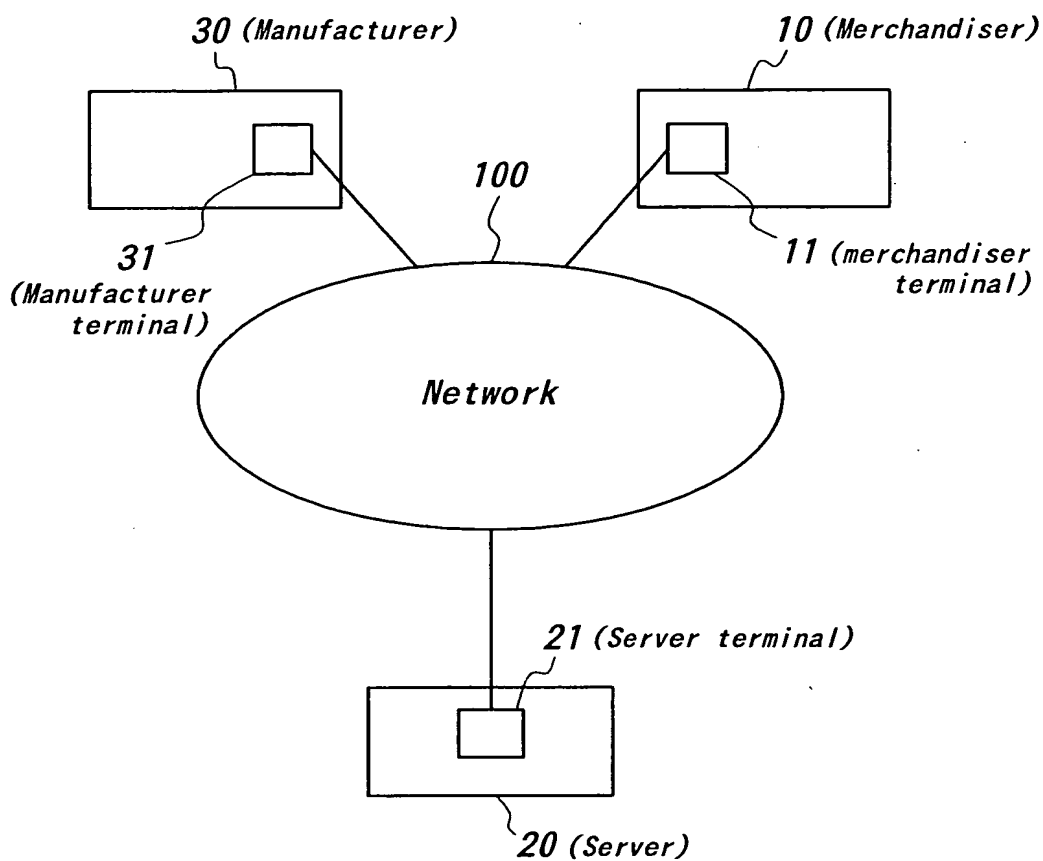 30 (Manufacturer)
10 (Merchandiser)
100
31
(Manufacturer
terminal)
11 (merchandiser
terminal)
Network
21 (Server terminal)
20 (Server)